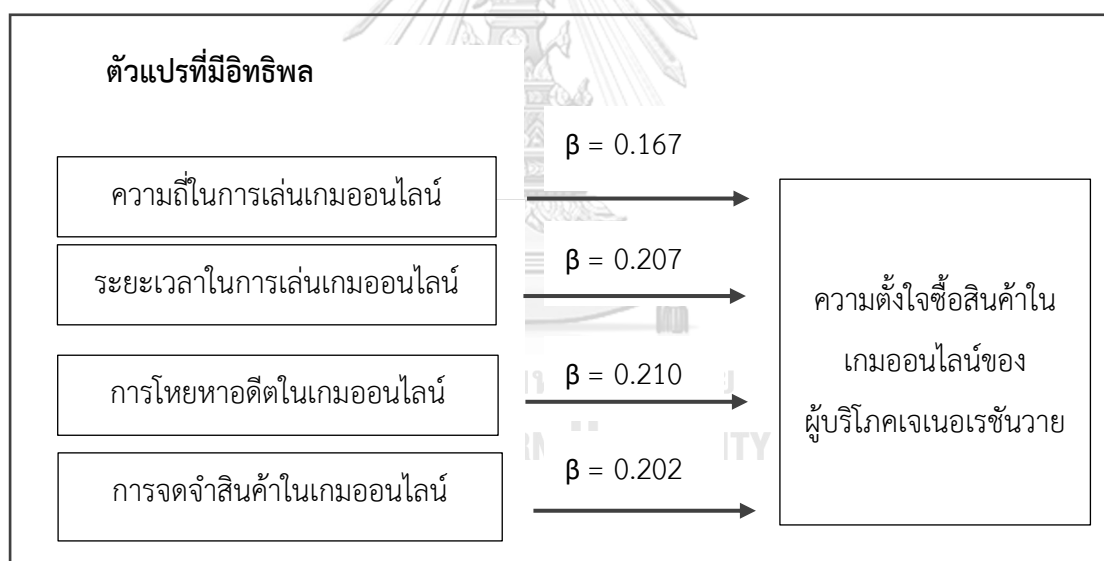 ตัวแปรที่มีอิทธิพล
β = 0.167
ความถี่ในการเล่นเกมออนไลน์
β = 0.207
ระยะเวลาในการเล่นเกมออนไลน์
ความตั้งใจซื้อสินค้าใน
เกมออนไลน์ของ
ผู้บริโภคเจเนอเรชันวาย
β = 0.210
การโหยหาอดีตในเกมออนไลน์
β = 0.202
การจดจำสินค้าในเกมออนไลน์